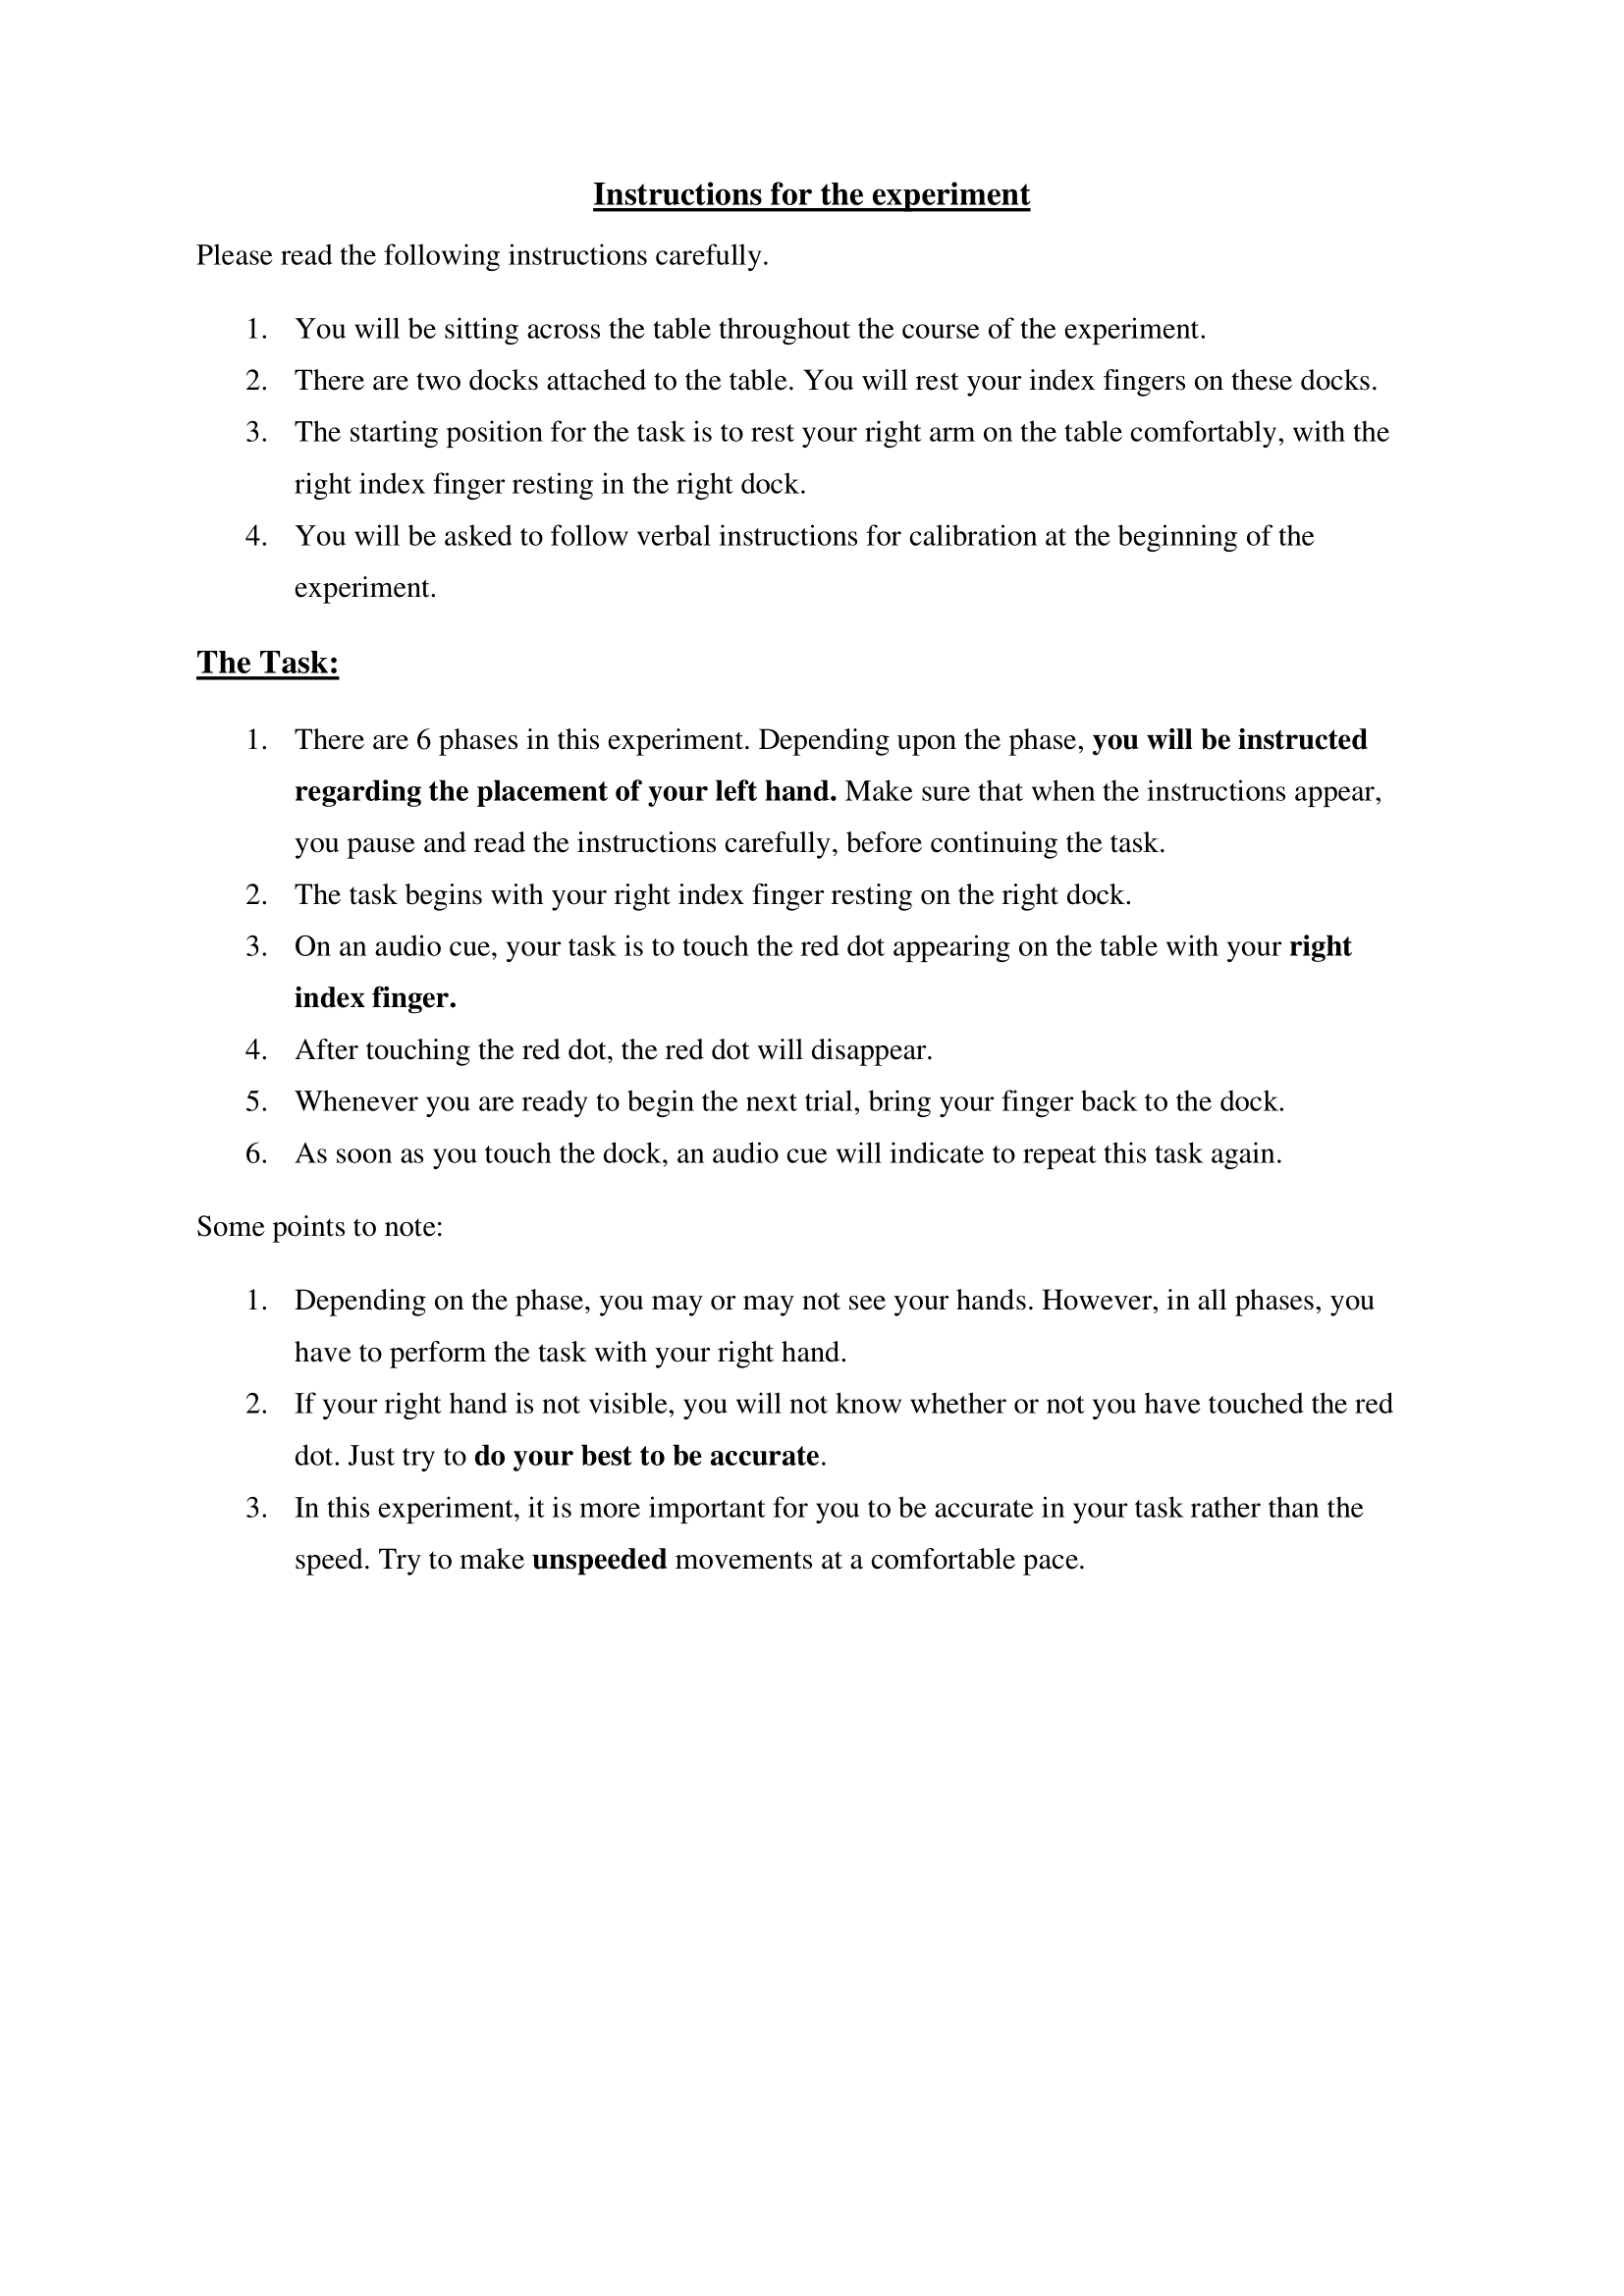 Instructions for the experiment
Please read the following instructions carefully.
1. You will be sitting across the table throughout the course of the experiment.
2. There are two docks attached to the table. You will rest your index fingers on these docks.
3. The starting position for the task is to rest your right arm on the table comfortably, with the
right index finger resting in the right dock.
4. You will be asked to follow verbal instructions for calibration at the beginning of the
experiment.
The Task:
1. There are 6 phases in this experiment. Depending upon the phase, you will be instructed
regarding the placement of your left hand. Make sure that when the instructions appear,
you pause and read the instructions carefully, before continuing the task.
2. The task begins with your right index finger resting on the right dock.
3. On an audio cue, your task is to touch the red dot appearing on the table with your right
index finger.
4. After touching the red dot, the red dot will disappear.
5. Whenever you are ready to begin the next trial, bring your finger back to the dock.
6. As soon as you touch the dock, an audio cue will indicate to repeat this task again.
Some points to note:
1. Depending on the phase, you may or may not see your hands. However, in all phases, you
have to perform the task with your right hand.
2. If your right hand is not visible, you will not know whether or not you have touched the red
dot. Just try to do your best to be accurate.
3. In this experiment, it is more important for you to be accurate in your task rather than the
speed. Try to make unspeeded movements at a comfortable pace.